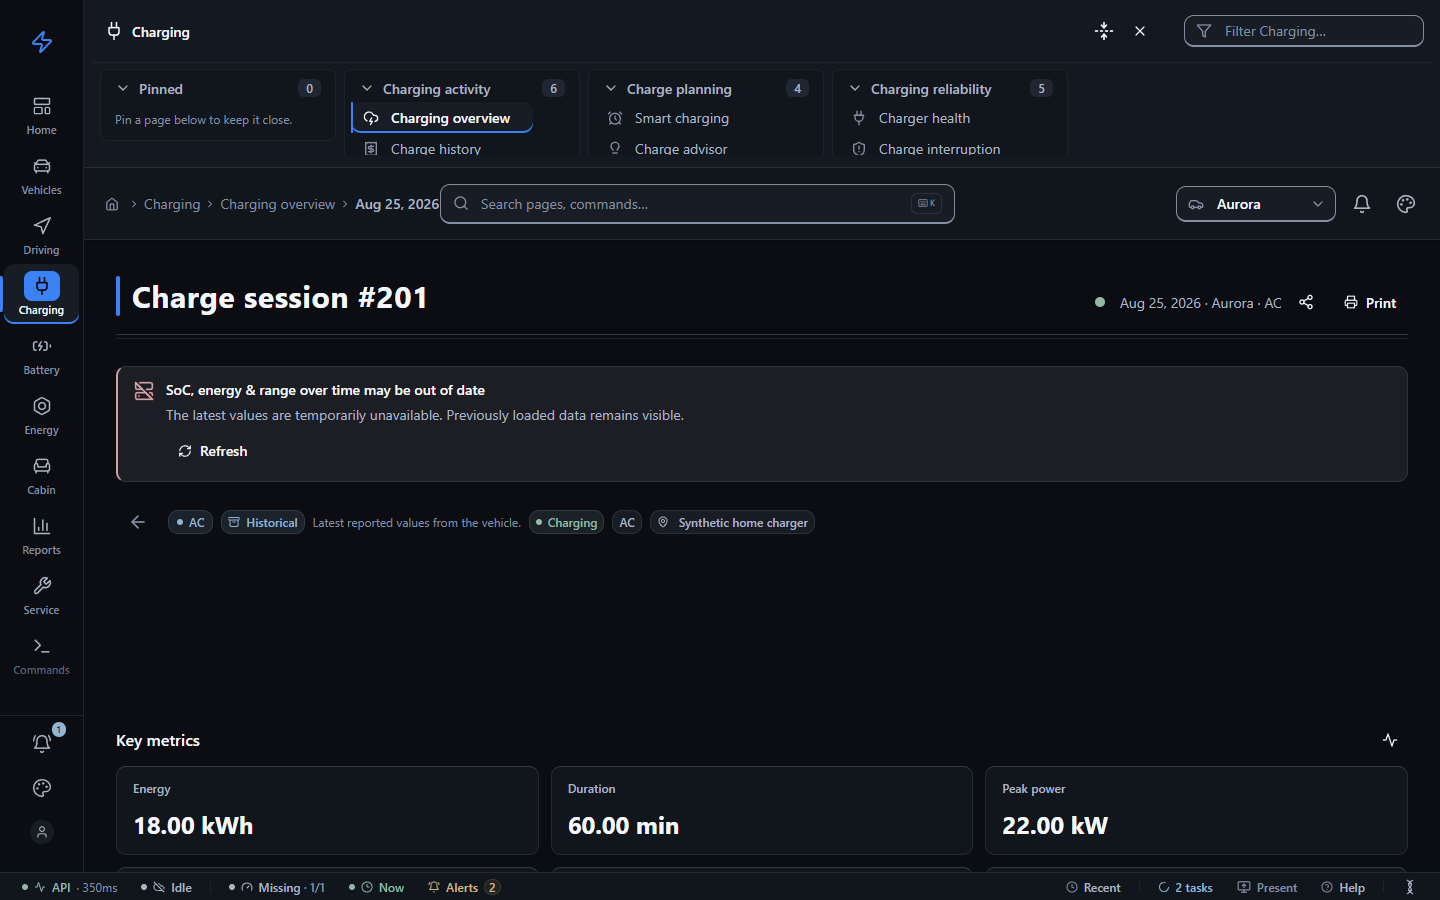 Charging
Filter Charging...
Pinned
0
Pin a page below to keep it close.
Charging activity
6
Charging overview
Charge history
Charge planning
4
Smart charging
Charge advisor
Charging reliability
5
Charger health
Charge interruption
Home
Vehicles
Driving
Charging
Battery
Energy
Cabin
Reports
Service
Commands
1
Charging
Charging overview
Aug 25, 2026
Search pages, commands...
K
Aurora
Charge session #201
Aug 25, 2026 · Aurora · AC
Print
SoC, energy & range over time may be out of date
The latest values are temporarily unavailable. Previously loaded data remains visible.
Refresh
AC
Historical
Latest reported values from the vehicle.
Charging
AC
Synthetic home charger
Key metrics
Energy
18.00 kWh
Duration
60.00 min
Peak power
22.00 kW
API · 350ms
Idle
Missing · 1/1
Now
Alerts 2
Recent
2 tasks
Present
Help